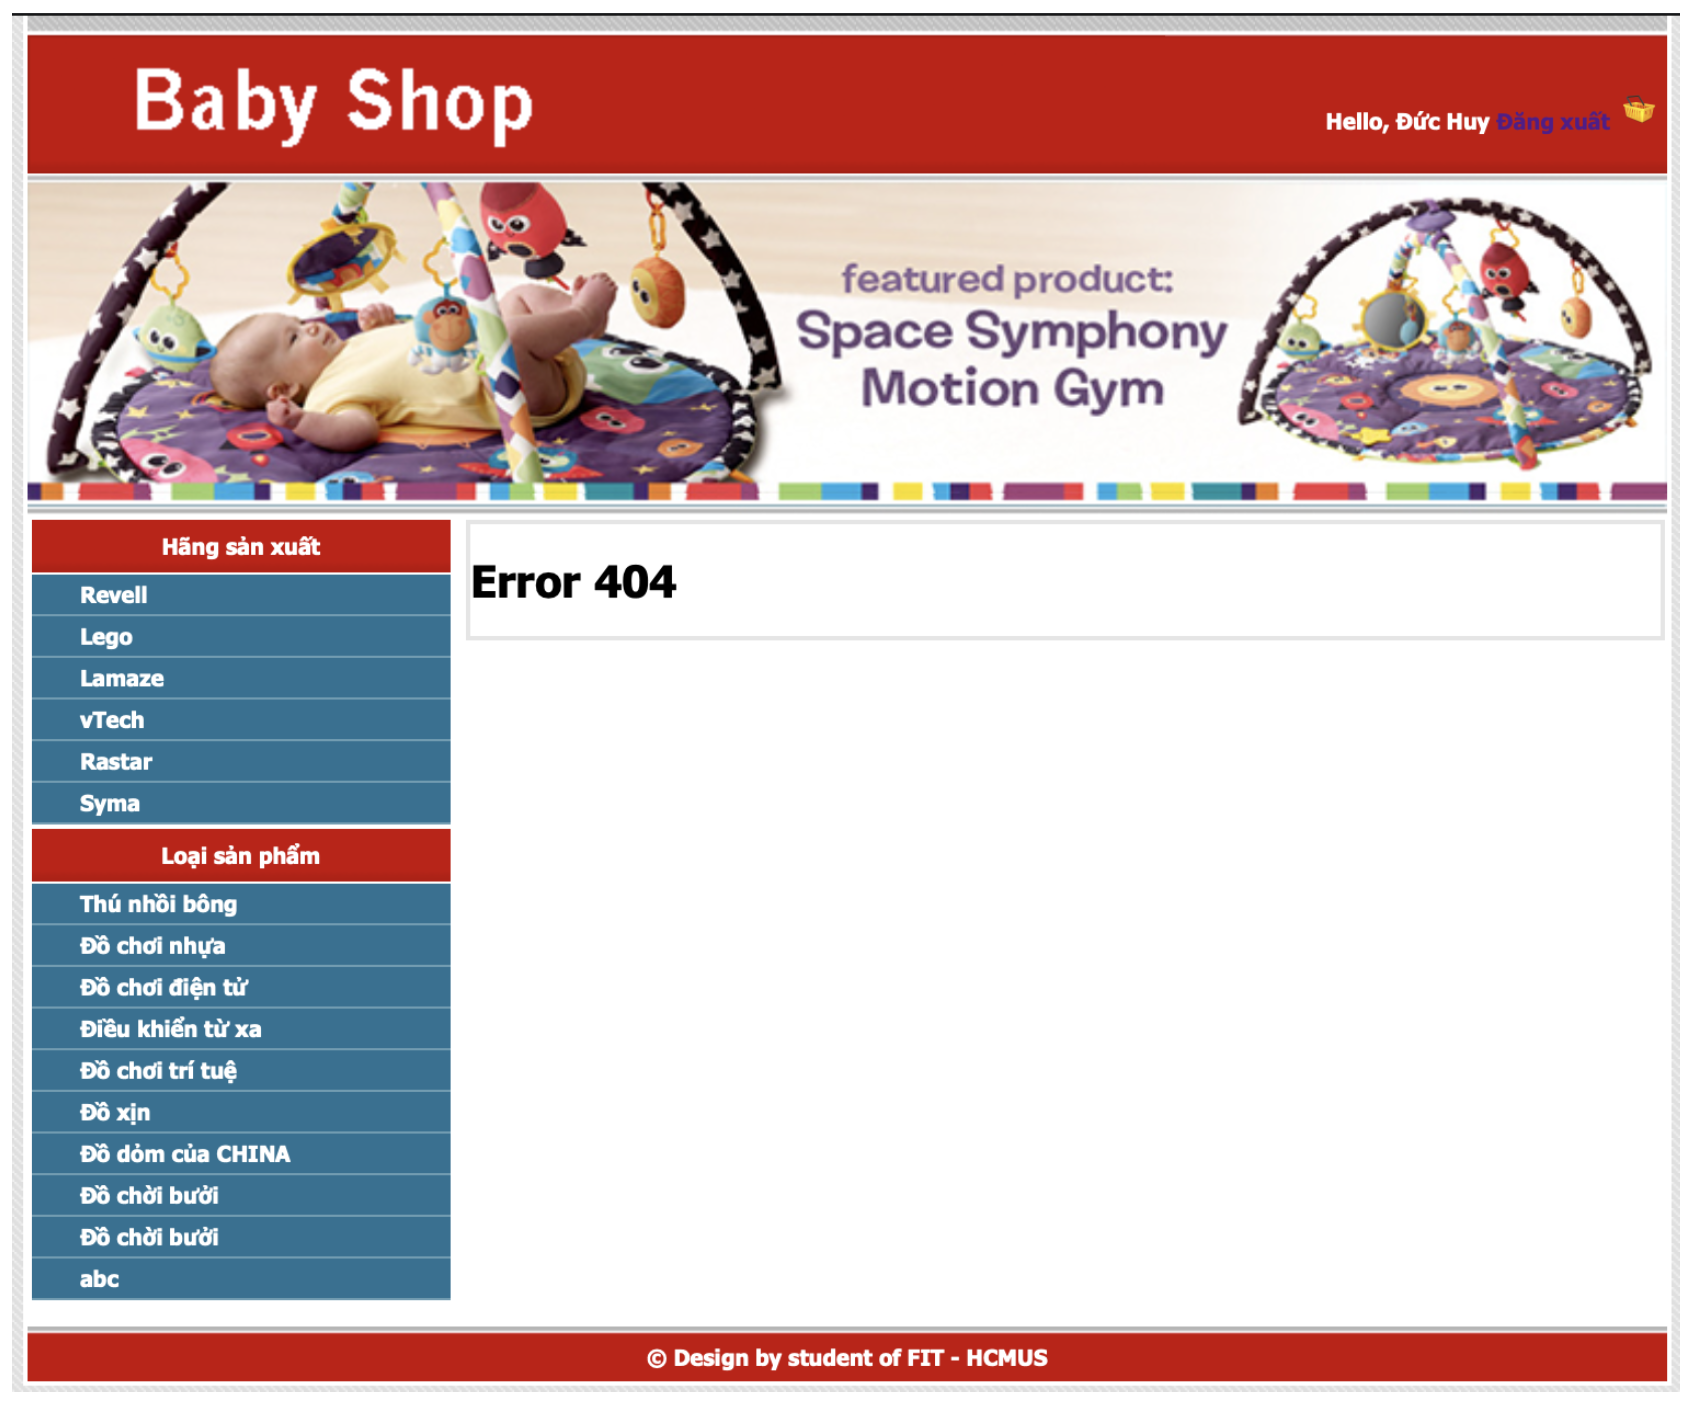 Baby Shop
Hello, Đức Huy Đăng xuất
featured product:
Space Symphony
Motion Gym
Hãng sản xuất
Revell
Lego
Lamaze
vTech
Rastar
Syma
Loại sản phẩm
Thú nhồi bông
Đồ chơi nhựa
Đồ chơi điện tử
Điều khiển từ xa
Đồ chơi trí tuệ
Đồ xịn
Đồ dỏm của CHINA
Đồ chời bưởi
Đồ chời bưởi
abc
Error 404
© Design by student of FIT - HCMUS